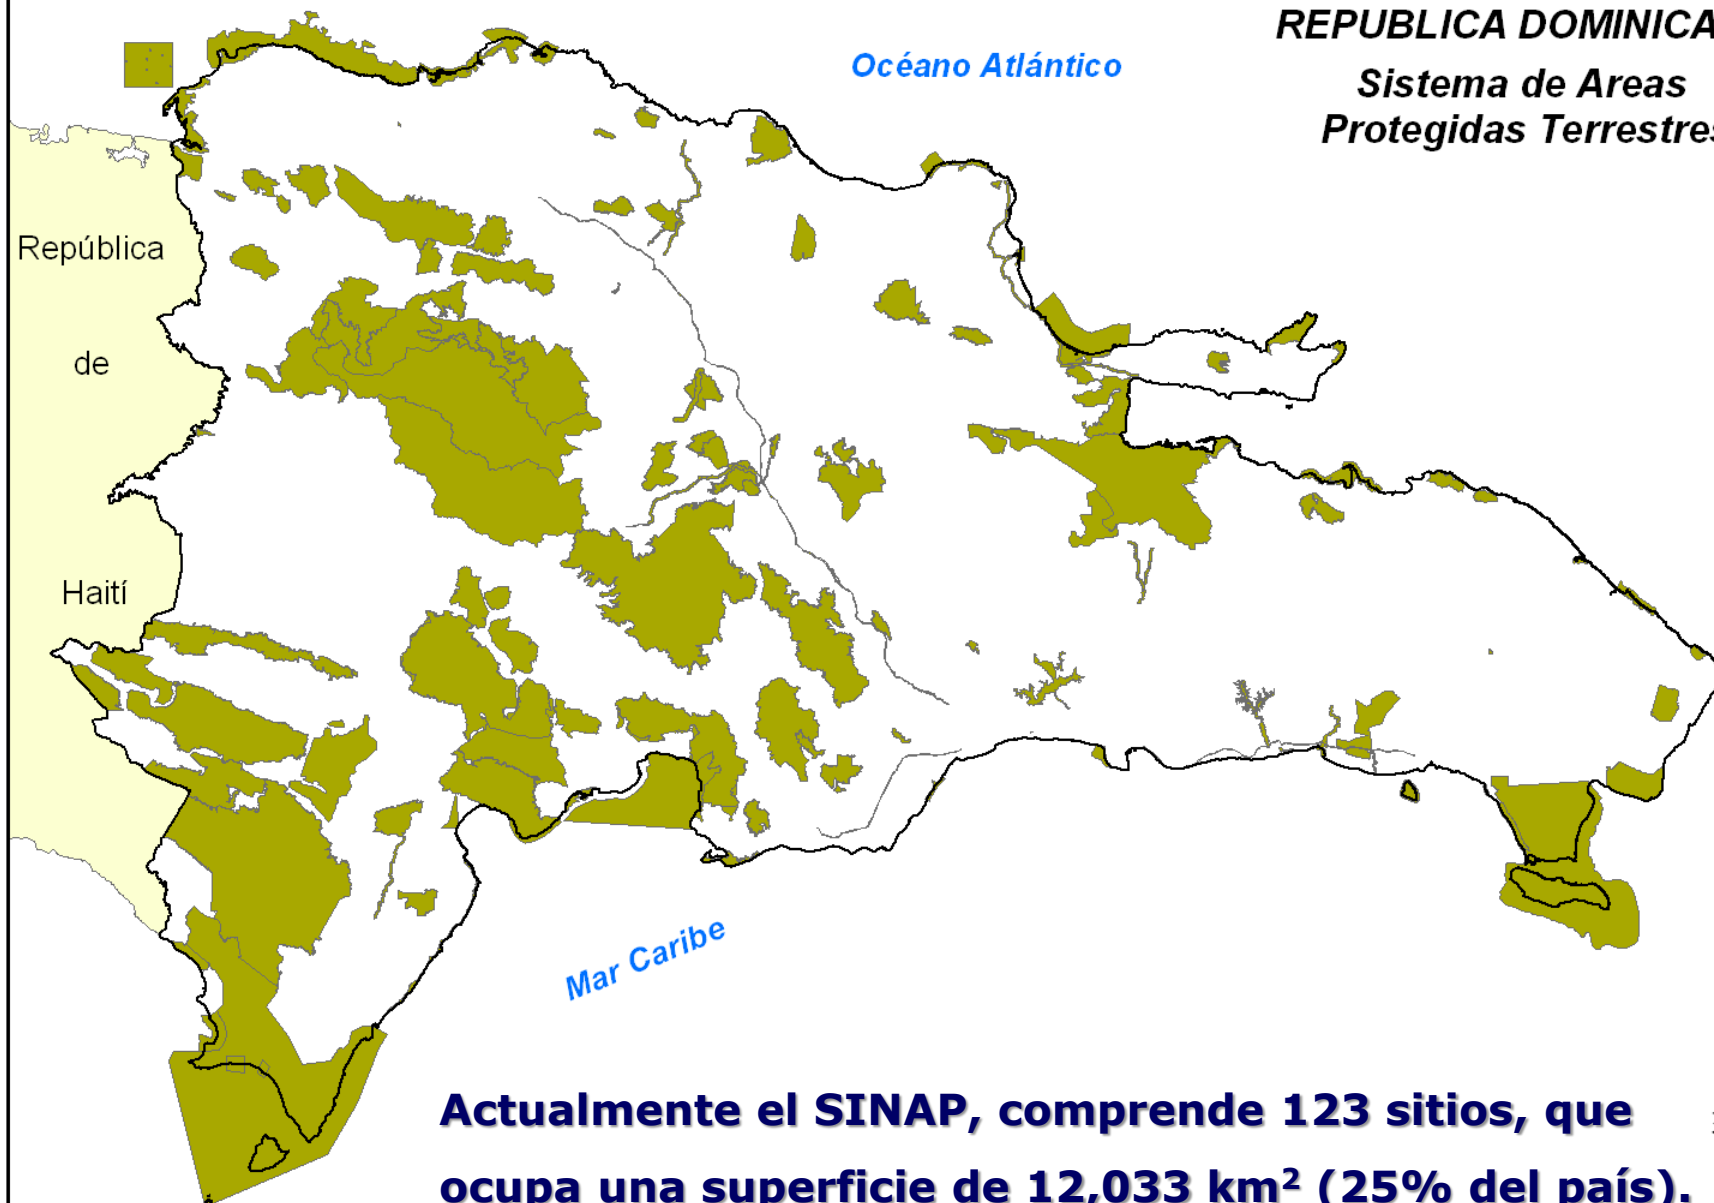 REPUBLICA DOMINICA
Océano Atlántico
Sistema de Areas
Protegidas Terrestres
República
de
Haití
Mar Caribe
Actualmente el SINAP, comprende 123 sitios, que
ocupa una superficie de 12,033 km² (25% del país).